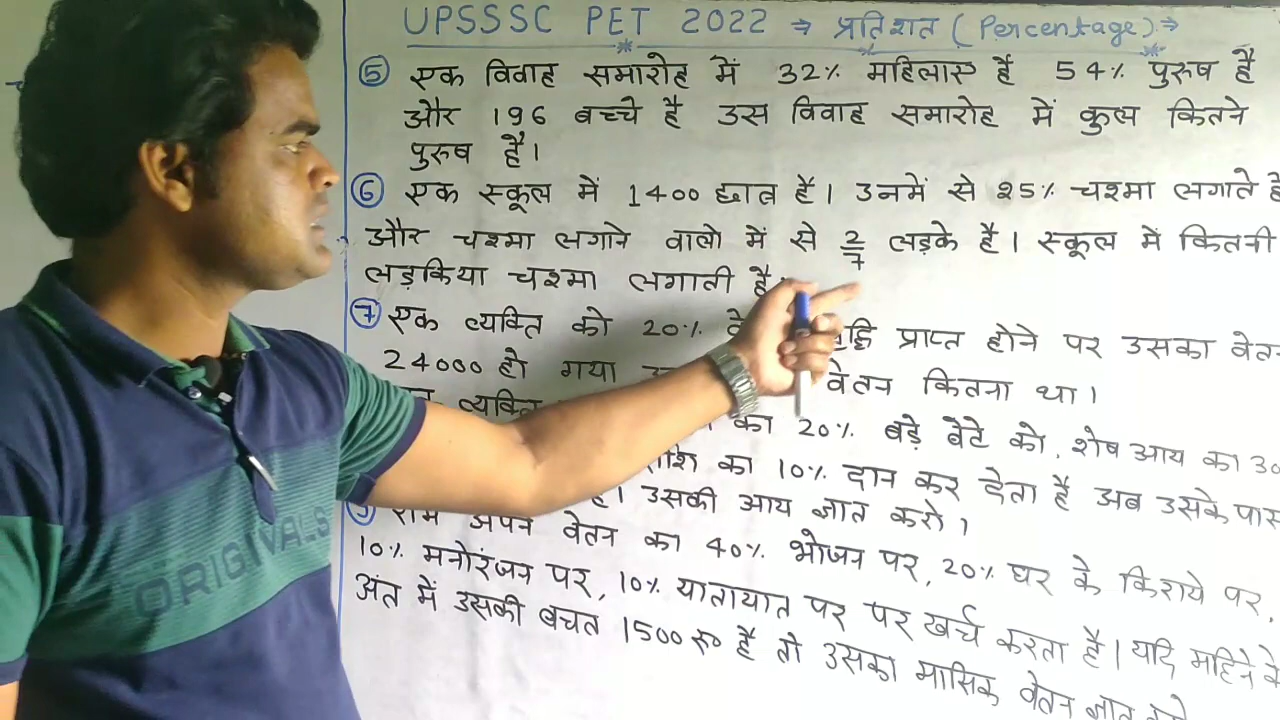 UPSSSC PET 2022 → प्रतिशत ( Percentage ) →
⑤ एक विवाह समारोह में 32% महिलाएं हैं 54% पुरुष हैं
और 196 बच्चे है उस विवाह समारोह में कुल कितने
पुरुष हैं।
⑥ एक स्कूल में 1400 छात्र हैं। उनमें से 25% चश्मा लगाते है
और चश्मा लगाने वालो में से 2/7 लड़के हैं। स्कूल में कितनी
लड़किया चश्मा लगाती है
⑦ एक व्यक्ति को 20% प्राप्त होने पर उसका वेतन
24000 हो गया वेतन कितना था।
व्यक्ति का 20% बड़े बेटे को, शेष आय का
का 10% दान कर देता है अब उसके पास
उसकी आय ज्ञात करो।
राम अपने वेतन का 40% भोजन पर, 20% घर के किराये पर,
10% मनोरंजन पर, 10% यातायात पर पर खर्च करता है। यदि महिने के
अंत में उसकी बचत 1500 रु० है तो उसका मासिक वेतन ज्ञात
ORIGIVALS